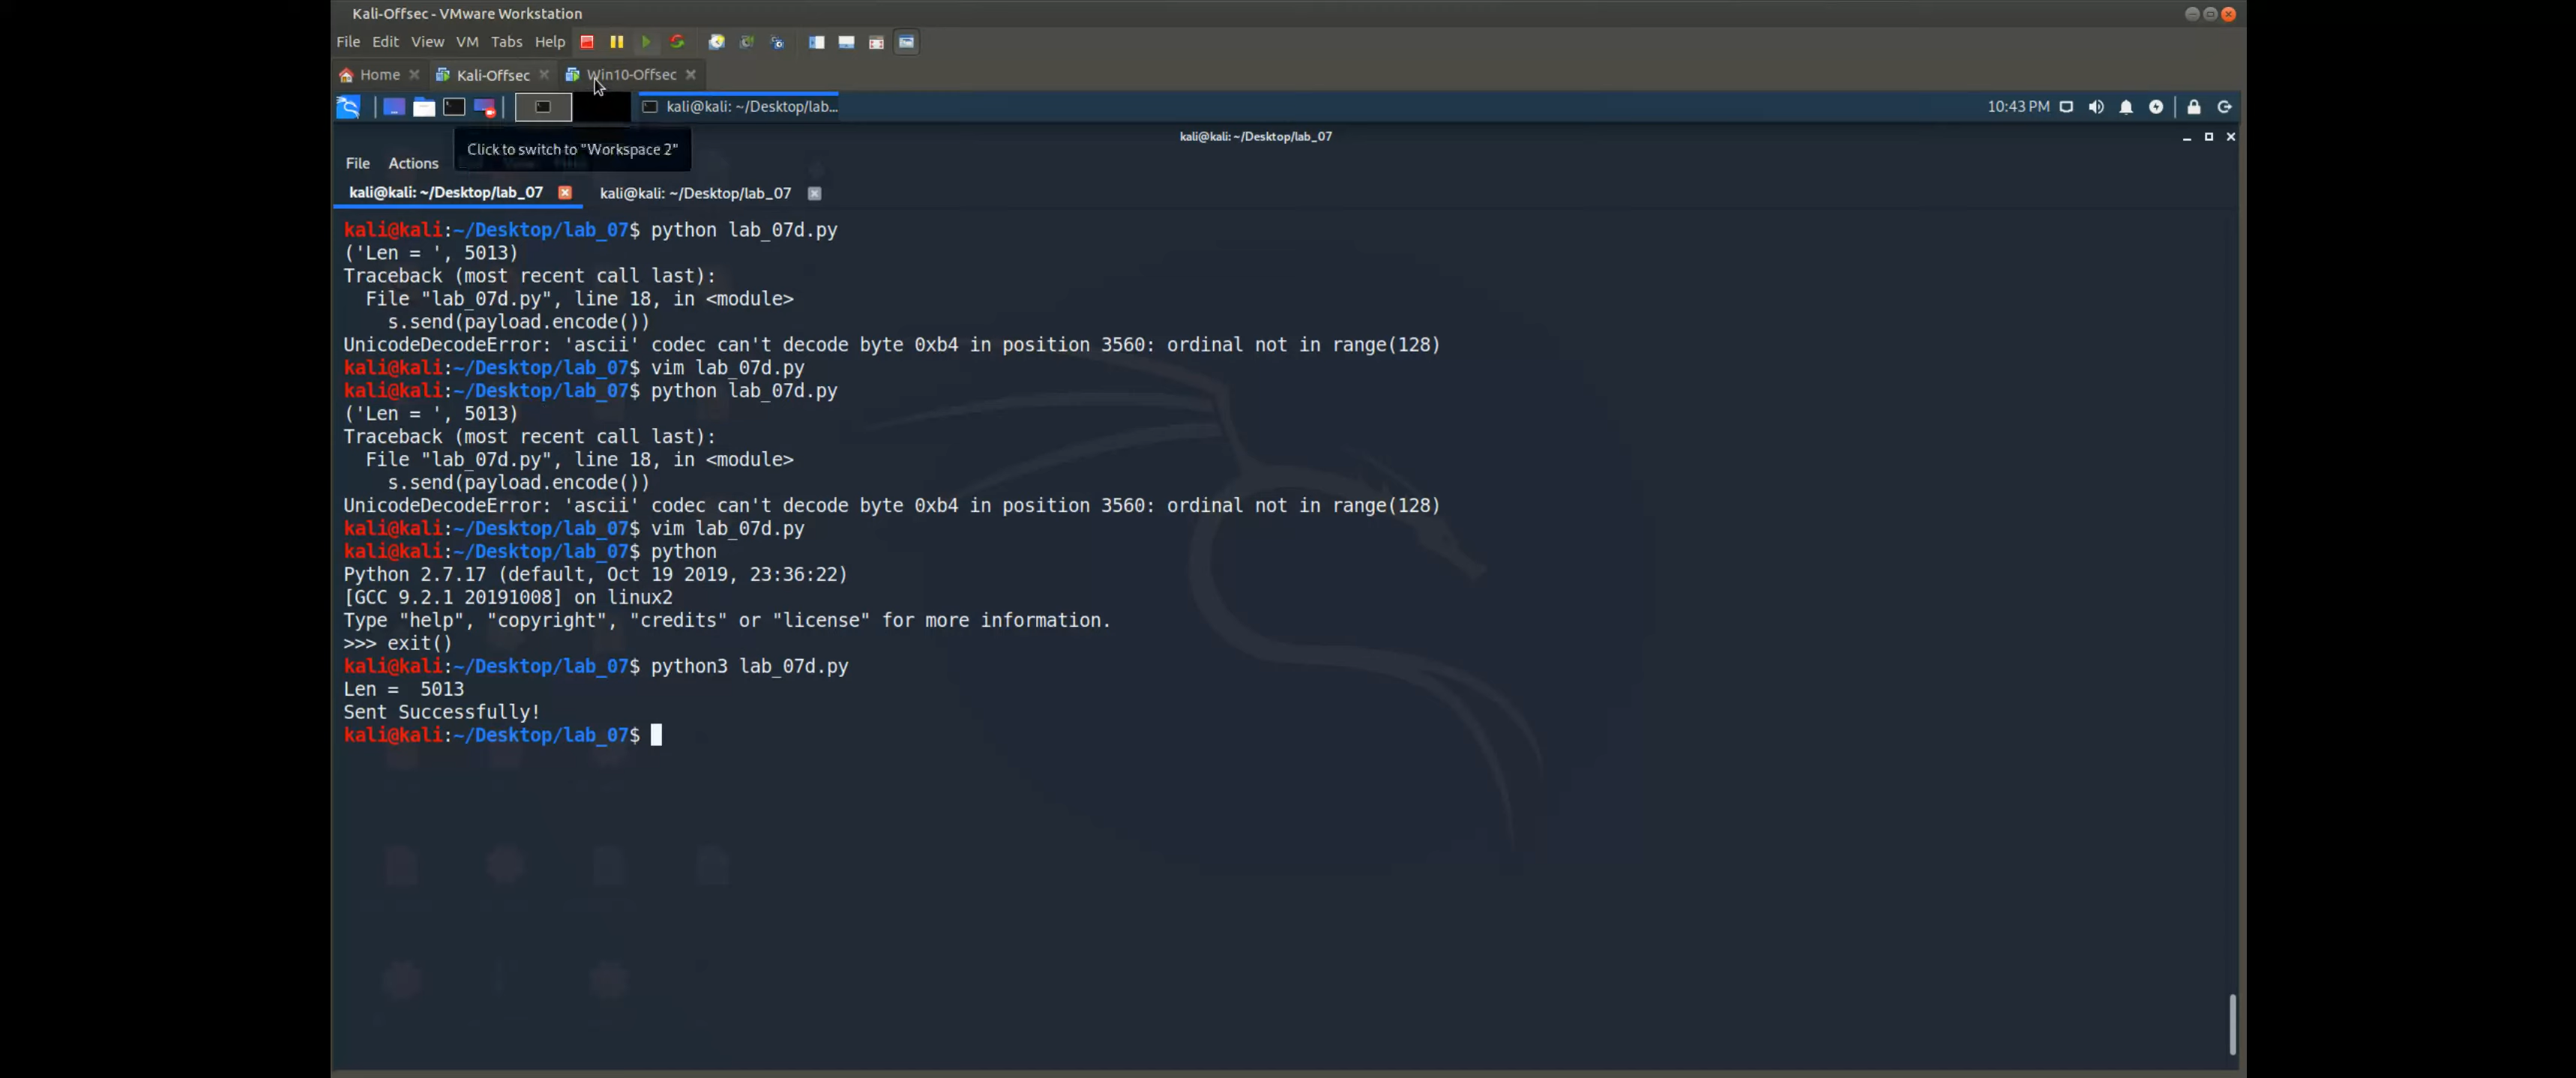 Kali-Offsec - VMware Workstation
File Edit View VM Tabs Help
Home Kali-Offsec Win10-Offsec
kali@kali: ~/Desktop/lab... 10:43 PM
kali@kali: ~/Desktop/lab_07
Click to switch to "Workspace 2"
File Actions
kali@kali: ~/Desktop/lab_07 kali@kali: ~/Desktop/lab_07
kali@kali:~/Desktop/lab_07$ python lab_07d.py
('Len = ', 5013)
Traceback (most recent call last):
  File "lab_07d.py", line 18, in <module>
    s.send(payload.encode())
UnicodeDecodeError: 'ascii' codec can't decode byte 0xb4 in position 3560: ordinal not in range(128)
kali@kali:~/Desktop/lab_07$ vim lab_07d.py
kali@kali:~/Desktop/lab_07$ python lab_07d.py
('Len = ', 5013)
Traceback (most recent call last):
  File "lab_07d.py", line 18, in <module>
    s.send(payload.encode())
UnicodeDecodeError: 'ascii' codec can't decode byte 0xb4 in position 3560: ordinal not in range(128)
kali@kali:~/Desktop/lab_07$ vim lab_07d.py
kali@kali:~/Desktop/lab_07$ python
Python 2.7.17 (default, Oct 19 2019, 23:36:22)
[GCC 9.2.1 20191008] on linux2
Type "help", "copyright", "credits" or "license" for more information.
>>> exit()
kali@kali:~/Desktop/lab_07$ python3 lab_07d.py
Len =  5013
Sent Successfully!
kali@kali:~/Desktop/lab_07$